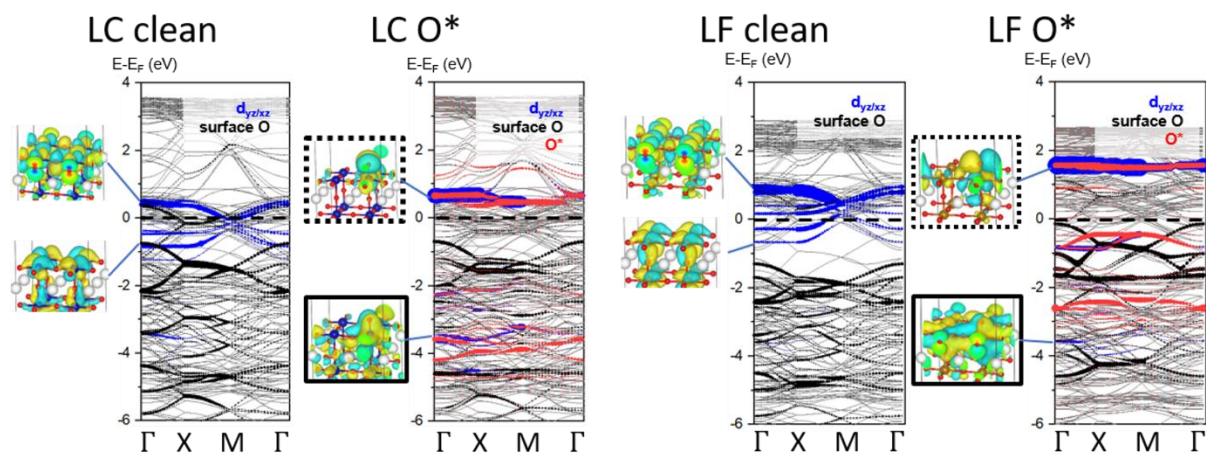 LC clean
LC O*
LF clean
LF O*
E-E_F (eV)
E-E_F (eV)
E-E_F (eV)
E-E_F (eV)
4
2
0
-2
-4
-6
d_yz/xz
surface O
Γ X M Γ
4
2
0
-2
-4
-6
d_yz/xz
surface O
O*
Γ X M Γ
4
2
0
-2
-4
-6
d_yz/xz
surface O
Γ X M Γ
4
2
0
-2
-4
-6
d_yz/xz
surface O
O*
Γ X M Γ